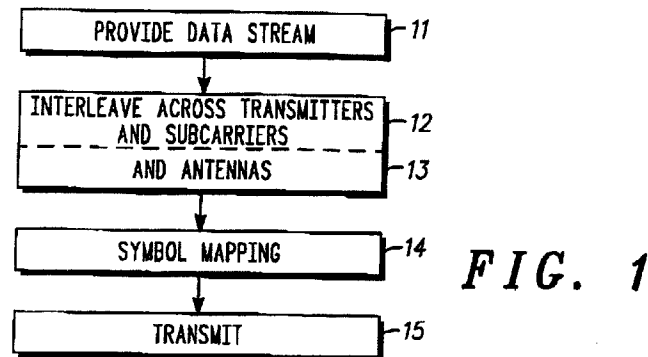 PROVIDE DATA STREAM 11
INTERLEAVE ACROSS TRANSMITTERS
AND SUBCARRIERS 12
AND ANTENNAS 13
SYMBOL MAPPING 14
FIG. 1
TRANSMIT 15